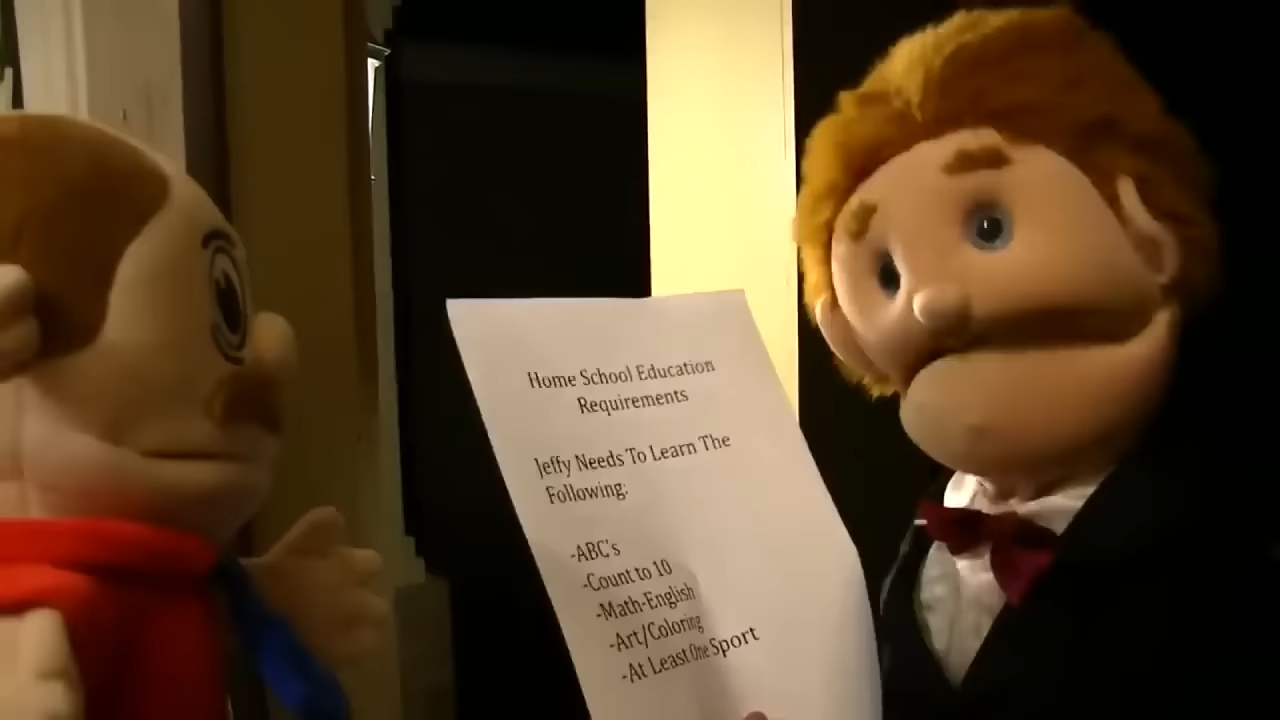 Home School Education
Requirements
Jeffy Needs To Learn The
Following:
-ABC's
-Count to 10
-Math-English
-Art/Coloring
-At Least One Sport